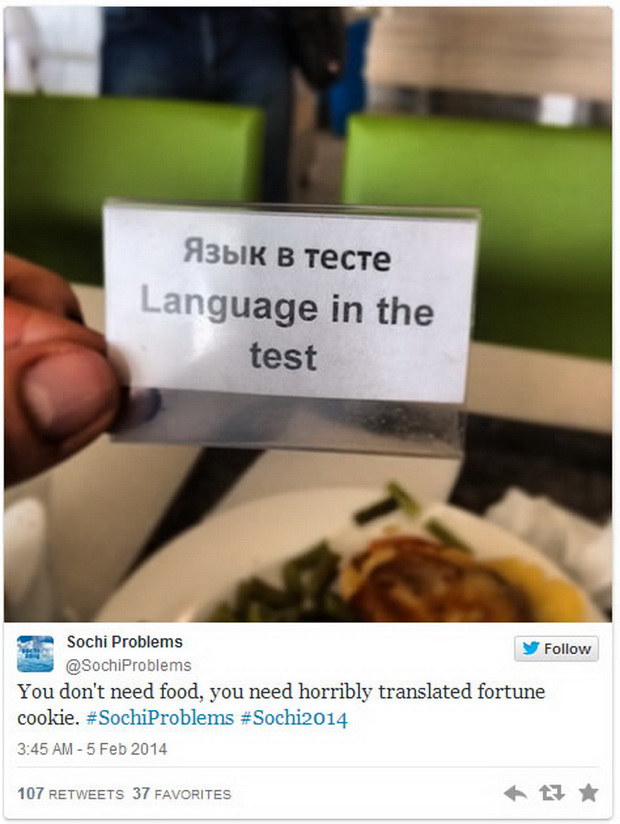 Язык в тесте
Language in the
test
Sochi Problems
@SochiProblems
Follow
You don't need food, you need horribly translated fortune
cookie. #SochiProblems #Sochi2014
3:45 AM - 5 Feb 2014
107 RETWEETS 37 FAVORITES